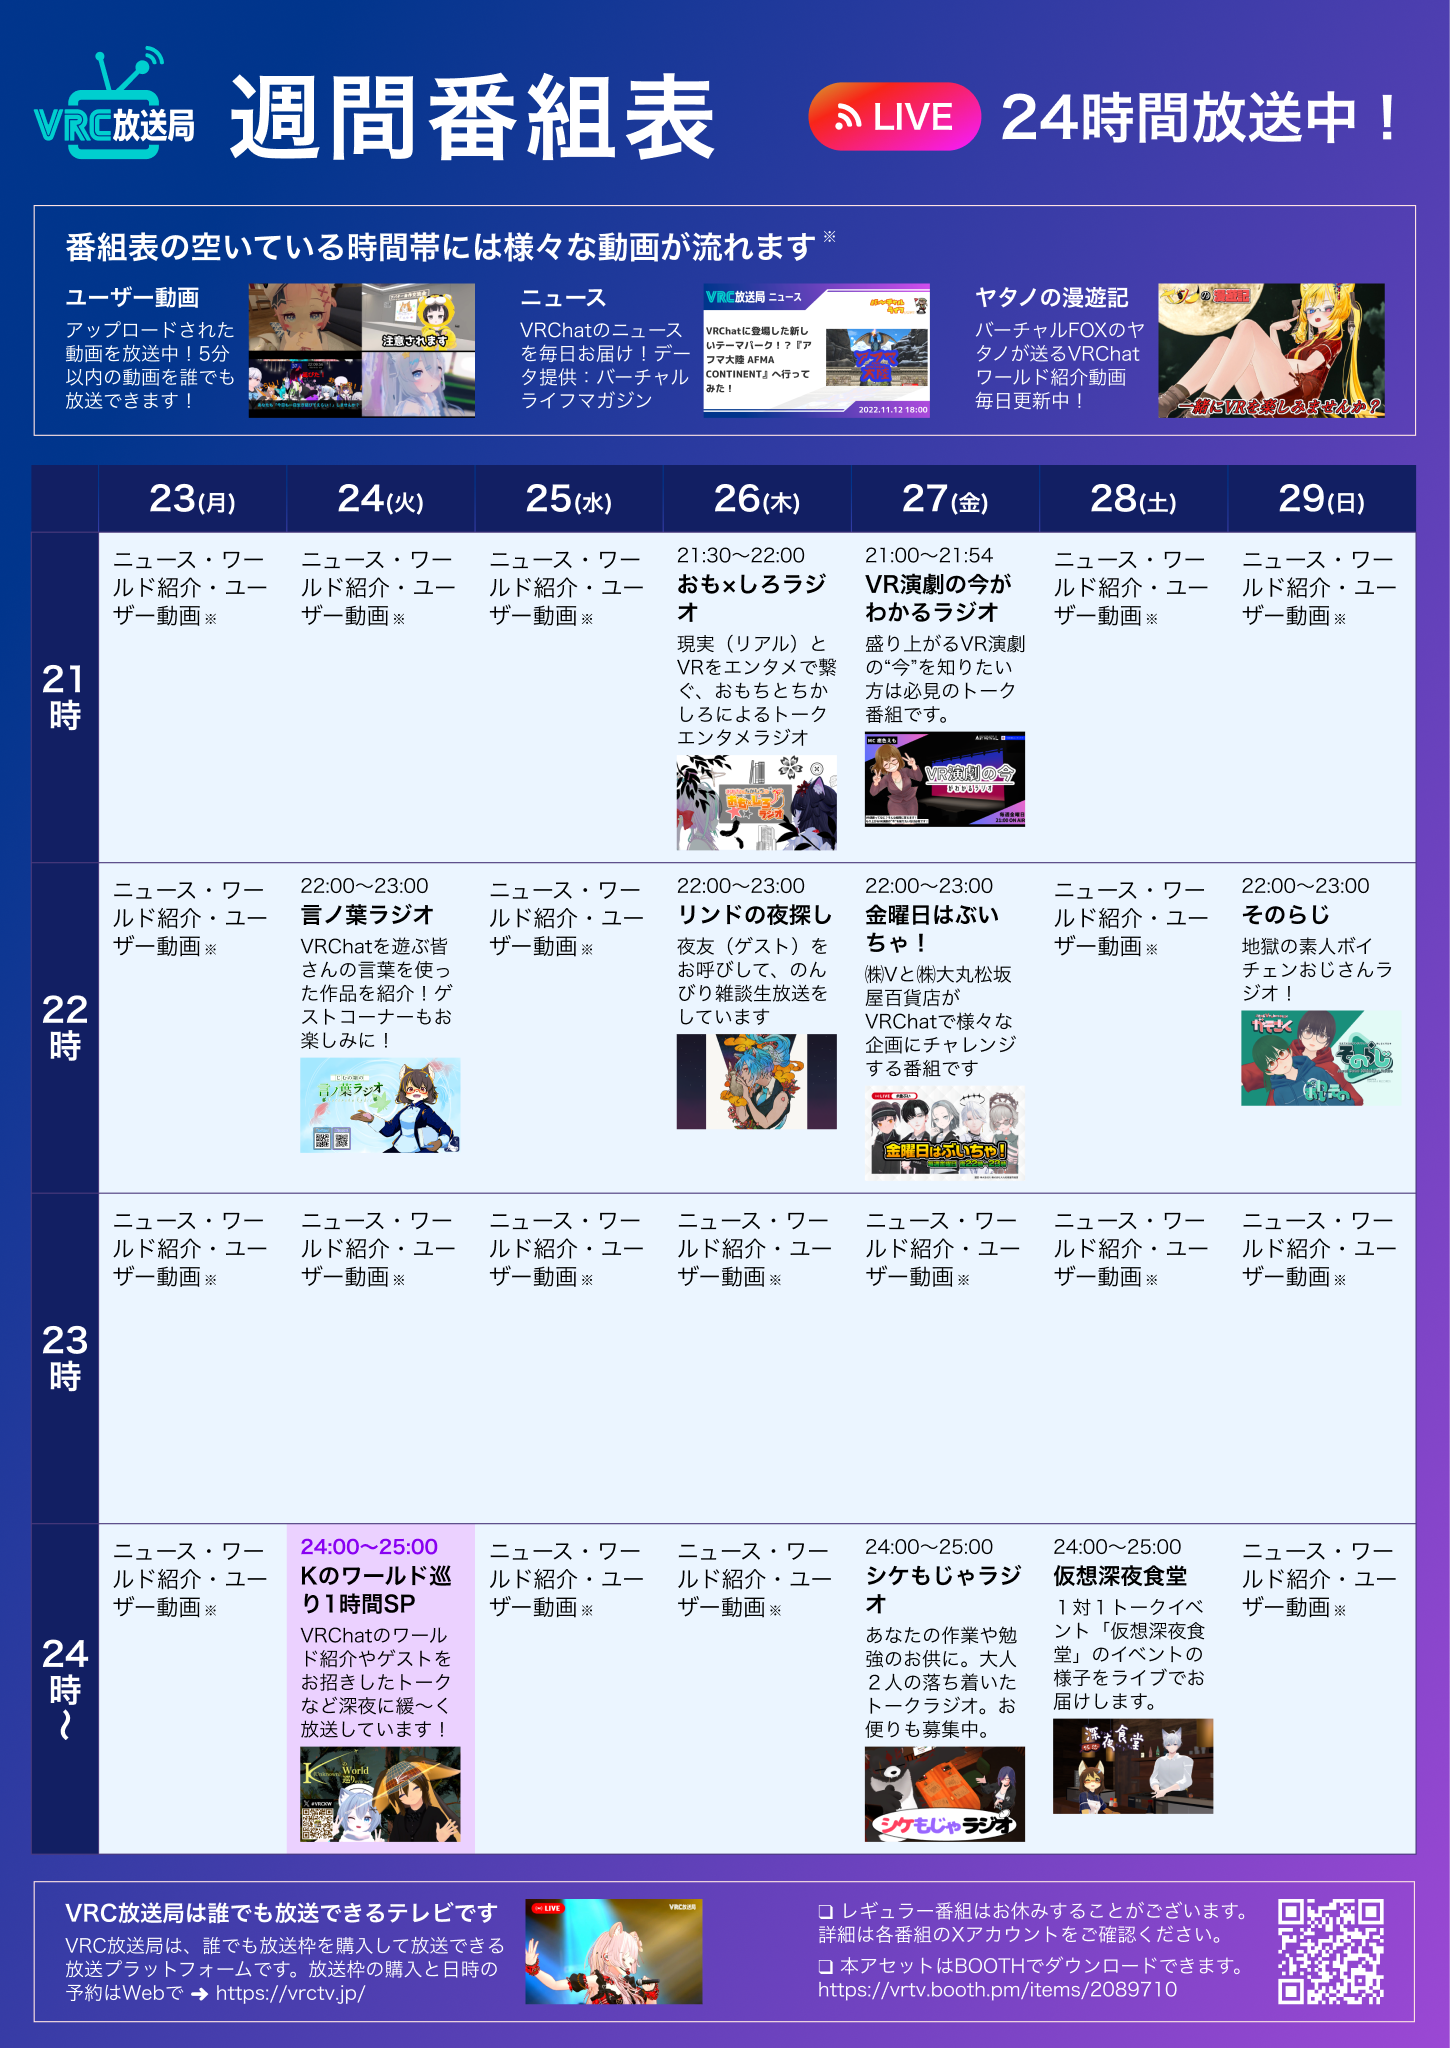 VRC放送局
週間番組表
LIVE
24時間放送中！
番組表の空いている時間帯には様々な動画が流れます※
ユーザー動画
アップロードされた
動画を放送中！5分
以内の動画を誰でも
放送できます！
注意されます
ニュース
VRChatのニュース
を毎日お届け！デー
タ提供：バーチャル
ライフマガジン
VRC放送局 ニュース
VRChatに登場した新し
いテーマパーク！？『ア
フマ大陸 AFMA
CONTINENT』へ行って
みた！
2022.11.12 18:00
ヤタノの漫遊記
バーチャルFOXのヤ
タノが送るVRChat
ワールド紹介動画
毎日更新中！
一緒にVRを楽しみませんか？
23(月)
24(火)
25(水)
26(木)
27(金)
28(土)
29(日)
21
時
ニュース・ワー
ルド紹介・ユー
ザー動画※
ニュース・ワー
ルド紹介・ユー
ザー動画※
ニュース・ワー
ルド紹介・ユー
ザー動画※
21:30～22:00
おも×しろラジ
オ
現実（リアル）と
VRをエンタメで繋
ぐ、おもちとちか
しろによるトーク
エンタメラジオ
21:00～21:54
VR演劇の今が
わかるラジオ
盛り上がるVR演劇
の“今”を知りたい
方は必見のトーク
番組です。
VR演劇の今
がわかるラジオ
毎週金曜日
21:00 ON AIR
ニュース・ワー
ルド紹介・ユー
ザー動画※
ニュース・ワー
ルド紹介・ユー
ザー動画※
22
時
ニュース・ワー
ルド紹介・ユー
ザー動画※
22:00～23:00
言ノ葉ラジオ
VRChatを遊ぶ皆
さんの言葉を使っ
た作品を紹介！ゲ
ストコーナーもお
楽しみに！
言ノ葉ラジオ
ニュース・ワー
ルド紹介・ユー
ザー動画※
22:00～23:00
リンドの夜探し
夜友（ゲスト）を
お呼びして、のん
びり雑談生放送を
しています
22:00～23:00
金曜日はぶい
ちゃ！
㈱Vと㈱大丸松坂
屋百貨店が
VRChatで様々な
企画にチャレンジ
する番組です
金曜日はぶいちゃ！
ニュース・ワー
ルド紹介・ユー
ザー動画※
22:00～23:00
そのらじ
地獄の素人ボイ
チェンおじさんラ
ジオ！
そのらじ
23
時
ニュース・ワー
ルド紹介・ユー
ザー動画※
ニュース・ワー
ルド紹介・ユー
ザー動画※
ニュース・ワー
ルド紹介・ユー
ザー動画※
ニュース・ワー
ルド紹介・ユー
ザー動画※
ニュース・ワー
ルド紹介・ユー
ザー動画※
ニュース・ワー
ルド紹介・ユー
ザー動画※
ニュース・ワー
ルド紹介・ユー
ザー動画※
24
時
～
ニュース・ワー
ルド紹介・ユー
ザー動画※
24:00～25:00
Kのワールド巡
り1時間SP
VRChatのワール
ド紹介やゲストを
お招きしたトーク
など深夜に緩～く
放送しています！
World
巡り
#VRCKW
ニュース・ワー
ルド紹介・ユー
ザー動画※
ニュース・ワー
ルド紹介・ユー
ザー動画※
24:00～25:00
シケもじゃラジ
オ
あなたの作業や勉
強のお供に。大人
２人の落ち着いた
トークラジオ。お
便りも募集中。
シケもじゃラジオ
24:00～25:00
仮想深夜食堂
１対１トークイベ
ント「仮想深夜食
堂」のイベントの
様子をライブでお
届けします。
深夜食堂
ニュース・ワー
ルド紹介・ユー
ザー動画※
VRC放送局は誰でも放送できるテレビです
VRC放送局は、誰でも放送枠を購入して放送できる
放送プラットフォームです。放送枠の購入と日時の
予約はWebで ➜ https://vrctv.jp/
LIVE
VRC放送局
❏ レギュラー番組はお休みすることがございます。
詳細は各番組のXアカウントをご確認ください。
❏ 本アセットはBOOTHでダウンロードできます。
https://vrtv.booth.pm/items/2089710